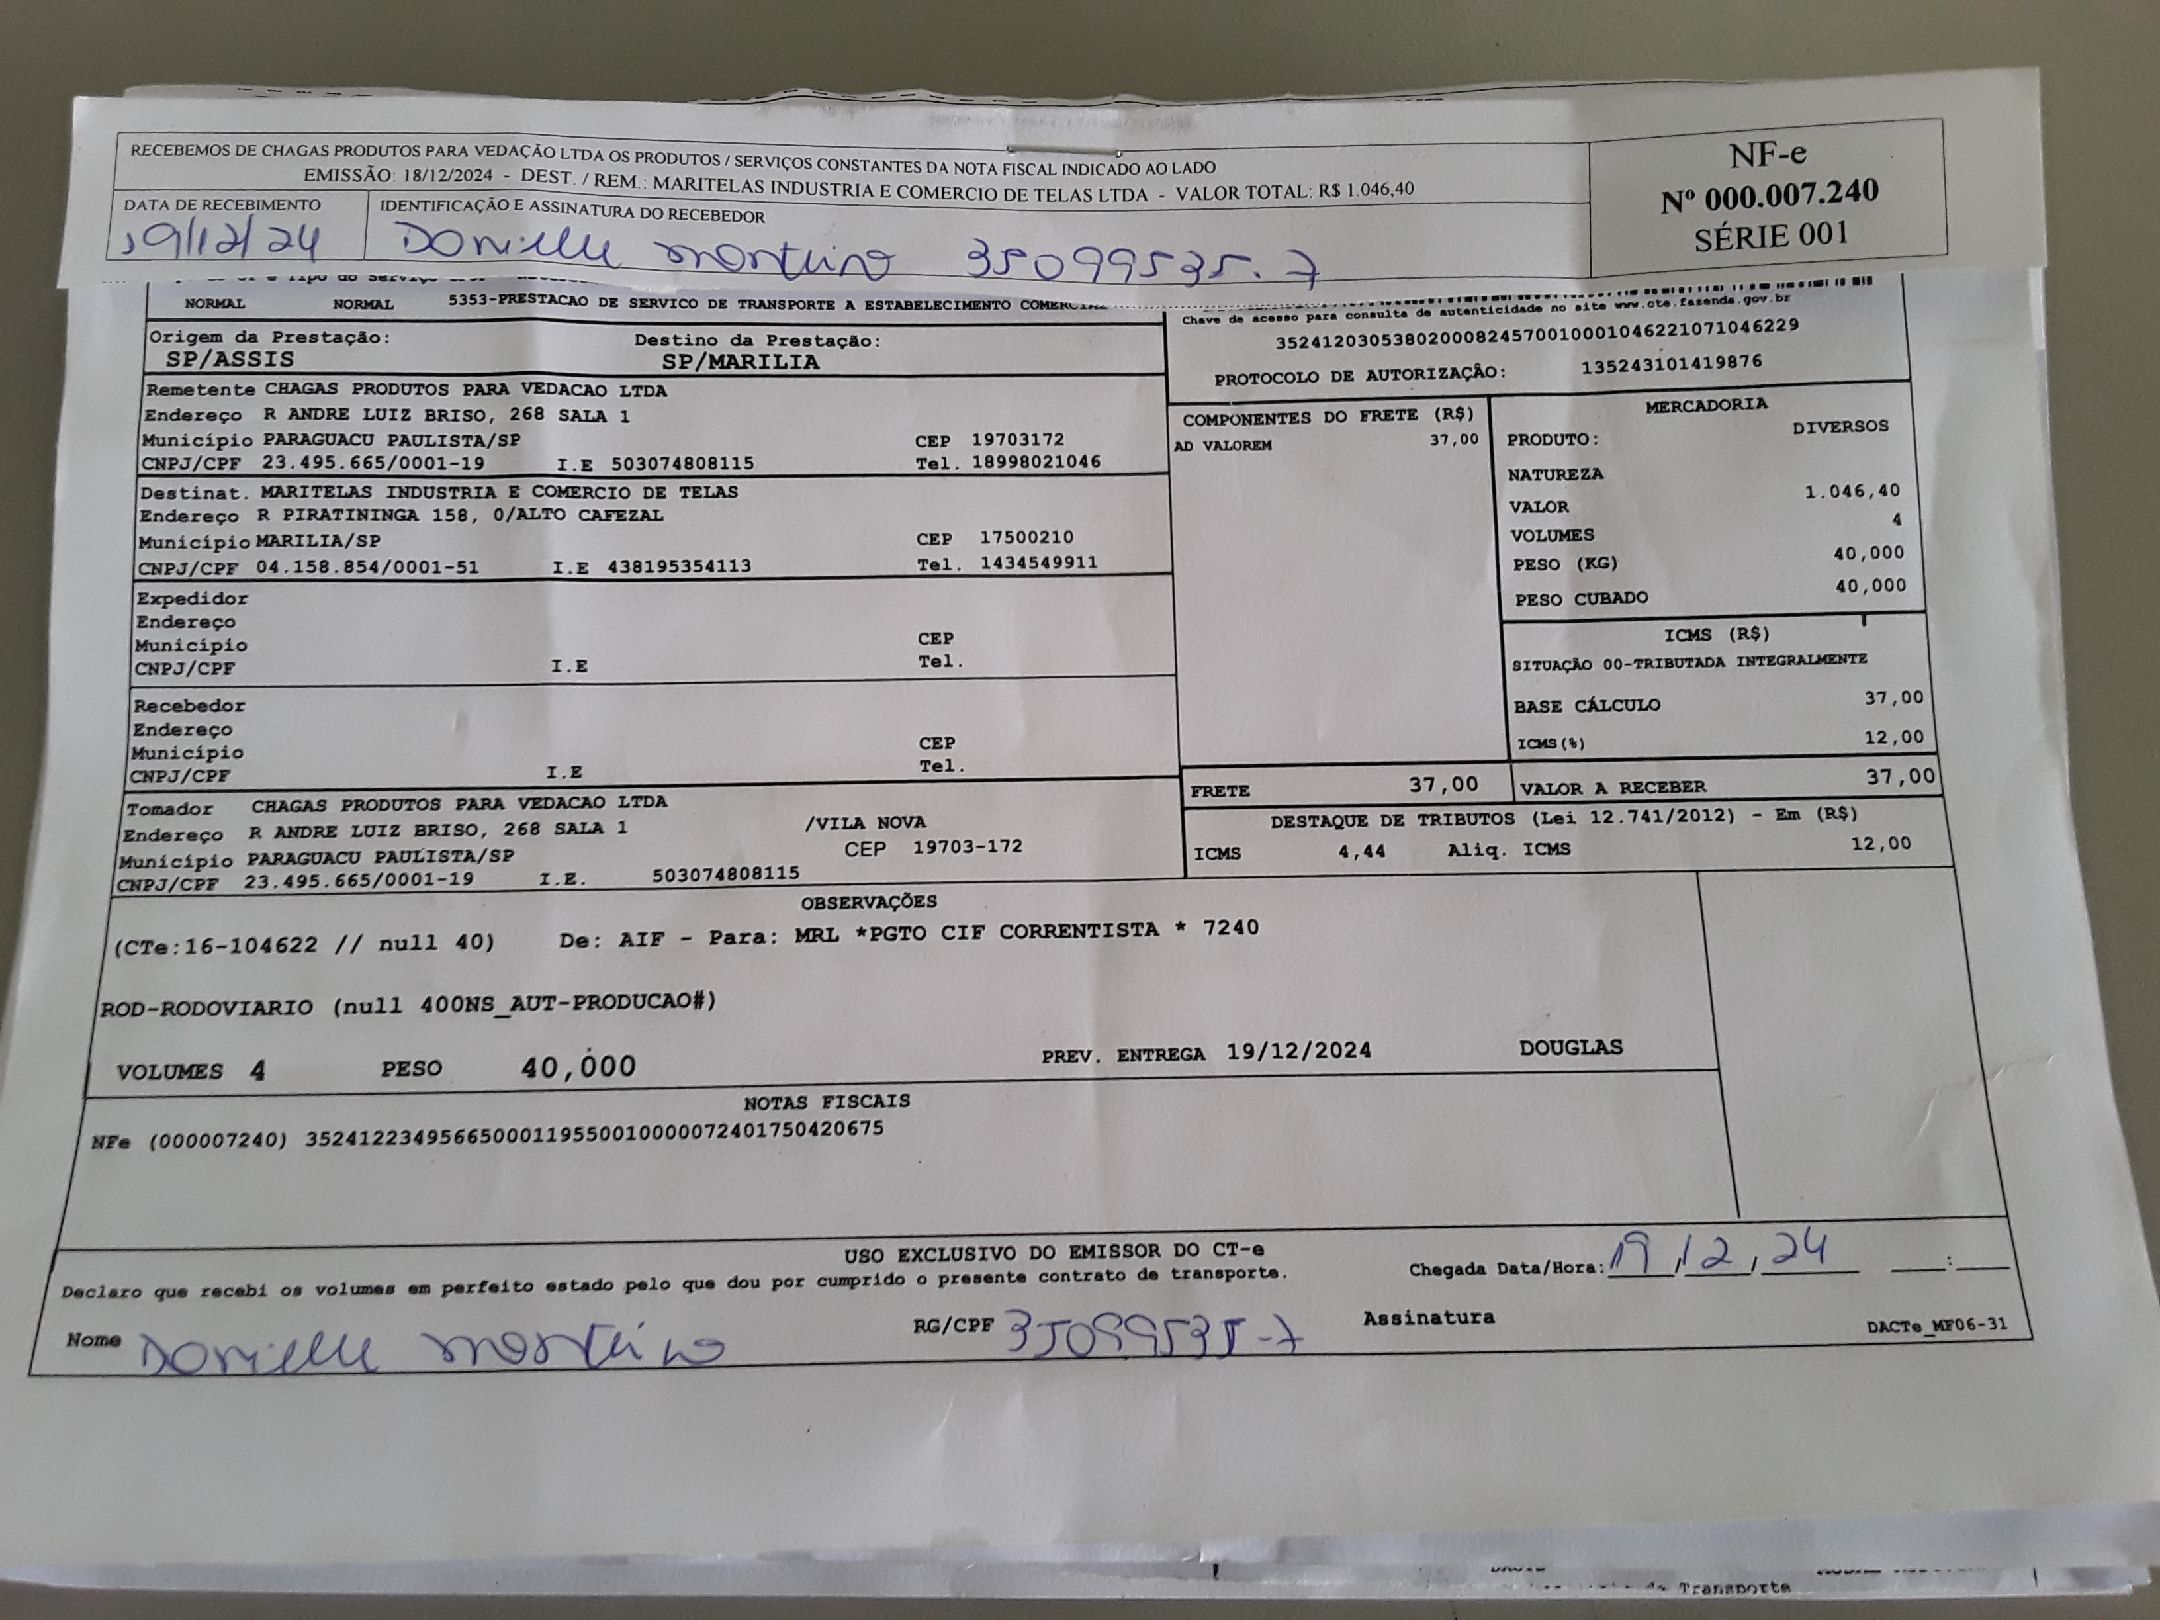 RECEBEMOS DE CHAGAS PRODUTOS PARA VEDAÇÃO LTDA OS PRODUTOS / SERVIÇOS CONSTANTES DA NOTA FISCAL INDICADO AO LADO
EMISSÃO: 18/12/2024 - DEST. / REM.: MARITELAS INDUSTRIA E COMERCIO DE TELAS LTDA - VALOR TOTAL: R$ 1.046,40
NF-e
Nº 000.007.240
SÉRIE 001
DATA DE RECEBIMENTO IDENTIFICAÇÃO E ASSINATURA DO RECEBEDOR
19/12/24 Danielle Monteiro 35099535-7
NORMAL NORMAL 5353-PRESTACAO DE SERVICO DE TRANSPORTE A ESTABELECIMENTO
Chave de acesso para consulta de autenticidade no site www.cte.fazenda.gov.br
35241203053802000824570010001046221071046229
PROTOCOLO DE AUTORIZAÇÃO: 135243101419876
Origem da Prestação: Destino da Prestação:
SP/ASSIS SP/MARILIA
Remetente CHAGAS PRODUTOS PARA VEDACAO LTDA
Endereço R ANDRE LUIZ BRISO, 268 SALA 1
Município PARAGUACU PAULISTA/SP CEP 19703172
CNPJ/CPF 23.495.665/0001-19 I.E 503074808115 Tel. 18998021046
Destinat. MARITELAS INDUSTRIA E COMERCIO DE TELAS
Endereço R PIRATININGA 158, 0/ALTO CAFEZAL
Município MARILIA/SP CEP 17500210
CNPJ/CPF 04.158.854/0001-51 I.E 438195354113 Tel. 1434549911
Expedidor
Endereço
Município CEP
CNPJ/CPF I.E Tel.
Recebedor
Endereço
Município CEP
CNPJ/CPF I.E Tel.
Tomador CHAGAS PRODUTOS PARA VEDACAO LTDA
Endereço R ANDRE LUIZ BRISO, 268 SALA 1 /VILA NOVA
Município PARAGUACU PAULISTA/SP CEP 19703-172
CNPJ/CPF 23.495.665/0001-19 I.E. 503074808115
COMPONENTES DO FRETE (R$)
AD VALOREM 37,00
MERCADORIA
PRODUTO: DIVERSOS
NATUREZA
VALOR 1.046,40
VOLUMES 4
PESO (KG) 40,000
PESO CUBADO 40,000
ICMS (R$)
SITUAÇÃO 00-TRIBUTADA INTEGRALMENTE
BASE CÁLCULO 37,00
ICMS(%) 12,00
FRETE 37,00 VALOR A RECEBER 37,00
DESTAQUE DE TRIBUTOS (Lei 12.741/2012) - Em (R$)
ICMS 4,44 Aliq. ICMS 12,00
OBSERVAÇÕES
(CTe:16-104622 // null 40) De: AIF - Para: MRL *PGTO CIF CORRENTISTA * 7240
ROD-RODOVIARIO (null 400NS_AUT-PRODUCAO#)
VOLUMES 4 PESO 40,000 PREV. ENTREGA 19/12/2024 DOUGLAS
NOTAS FISCAIS
NFe (000007240) 35241223495665000119550010000072401750420675
USO EXCLUSIVO DO EMISSOR DO CT-e
Declaro que recebi os volumes em perfeito estado pelo que dou por cumprido o presente contrato de transporte.
Chegada Data/Hora: 19/12/24 __:__
Nome Danielle Monteiro RG/CPF 35099535-7 Assinatura
DACTe_MF06-31
de Transporte